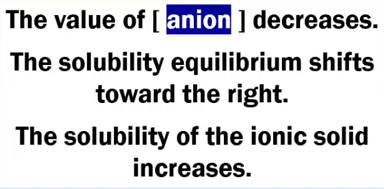 The value of [ anion ] decreases.
The solubility equilibrium shifts
toward the right.
The solubility of the ionic solid
increases.